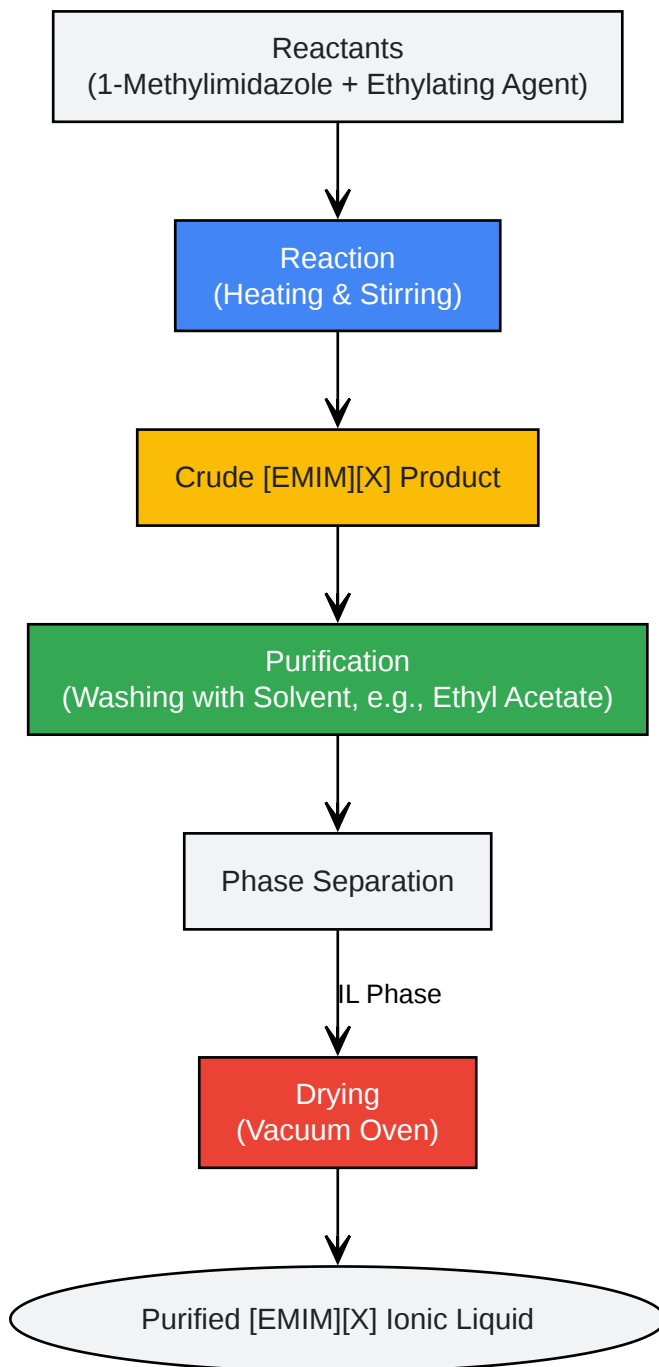 Reactants
(1-Methylimidazole + Ethylating Agent)
Reaction
(Heating & Stirring)
Crude [EMIM][X] Product
Purification
(Washing with Solvent, e.g., Ethyl Acetate)
Phase Separation
IL Phase
Drying
(Vacuum Oven)
Purified [EMIM][X] Ionic Liquid